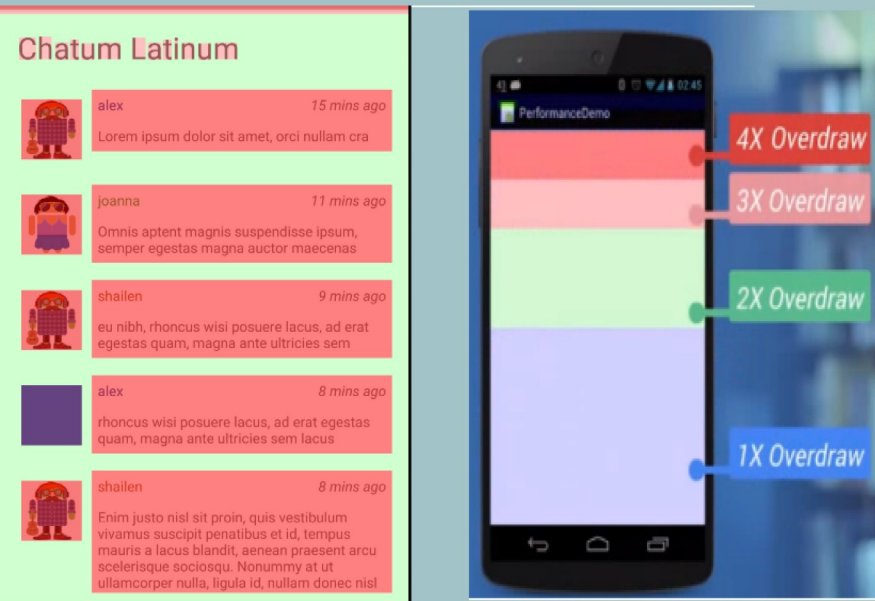 Chatum Latinum
alex 15 mins ago
Lorem ipsum dolor sit amet, orci nullam cra
joanna 11 mins ago
Omnis aptent magnis suspendisse ipsum,
semper egestas magna auctor maecenas
shailen 9 mins ago
eu nibh, rhoncus wisi posuere lacus, ad erat
egestas quam, magna ante ultricies sem
alex 8 mins ago
rhoncus wisi posuere lacus, ad erat egestas
quam, magna ante ultricies sem lacus
shailen 8 mins ago
Enim justo nisl sit proin, quis vestibulum
vivamus suscipit penatibus et id, tempus
mauris a lacus blandit, aenean praesent arcu
scelerisque sociosqu. Nonummy at ut
ullamcorper nulla, ligula id, nullam donec nisl
02:45
PerformanceDemo
4X Overdraw
3X Overdraw
2X Overdraw
1X Overdraw